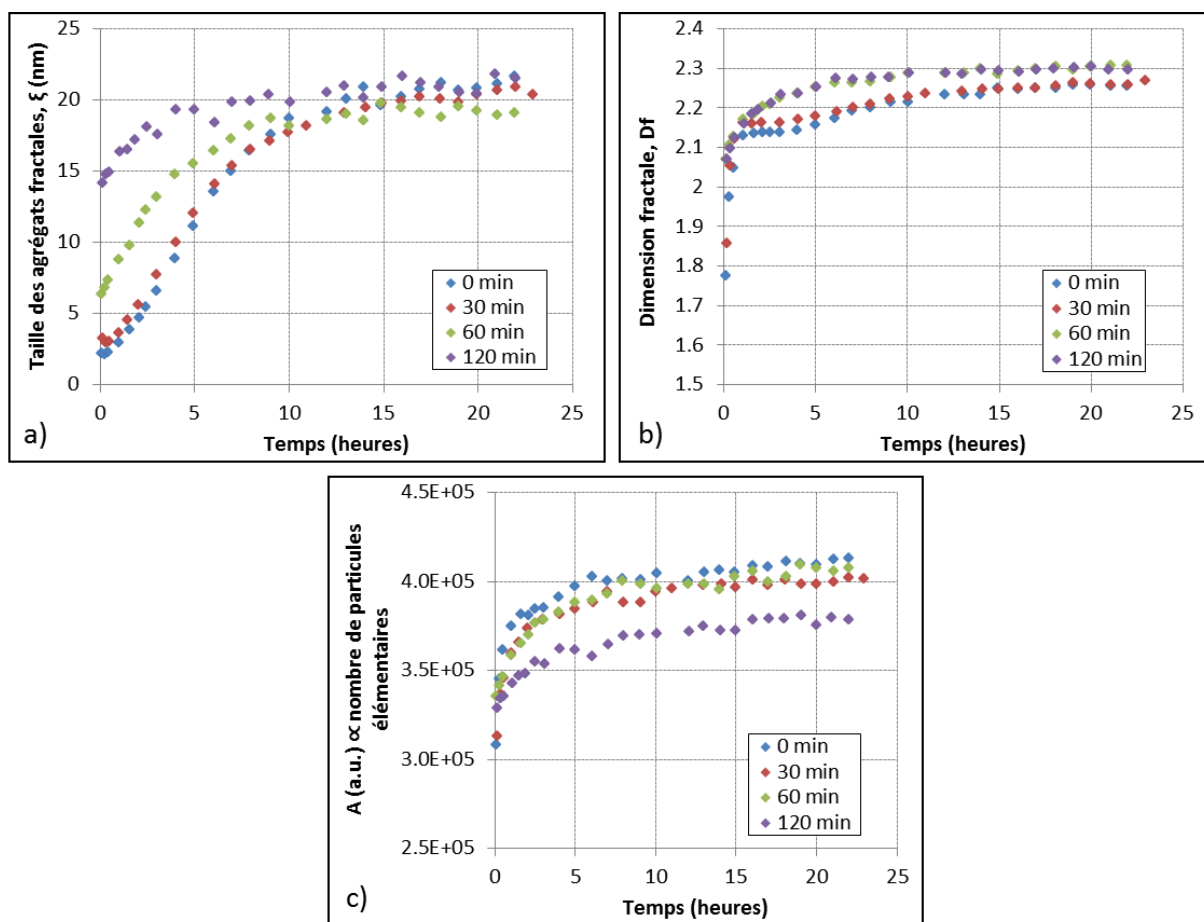 Taille des agrégats fractales, ξ (nm)
25
20
15
10
5
0
0 5 10 15 20 25
Temps (heures)
0 min
30 min
60 min
120 min
a)
Dimension fractale, Df
2.4
2.3
2.2
2.1
2
1.9
1.8
1.7
1.6
1.5
0 5 10 15 20 25
Temps (heures)
0 min
30 min
60 min
120 min
b)
A (a.u.) ∝ nombre de particules
élémentaires
4.5E+05
4.0E+05
3.5E+05
3.0E+05
2.5E+05
0 5 10 15 20 25
Temps (heures)
0 min
30 min
60 min
120 min
c)